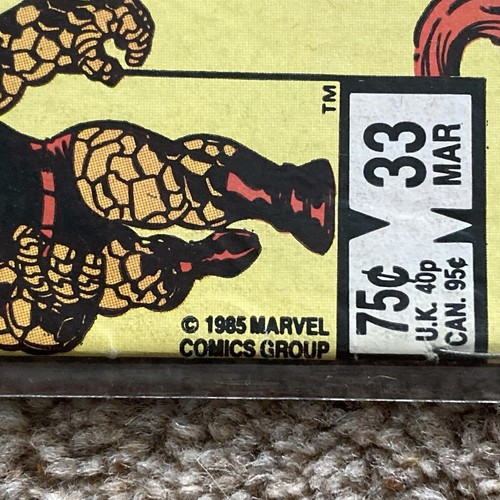 TM
33
MAR
75¢
U.K. 40p
CAN. 95¢
© 1985 MARVEL
COMICS GROUP